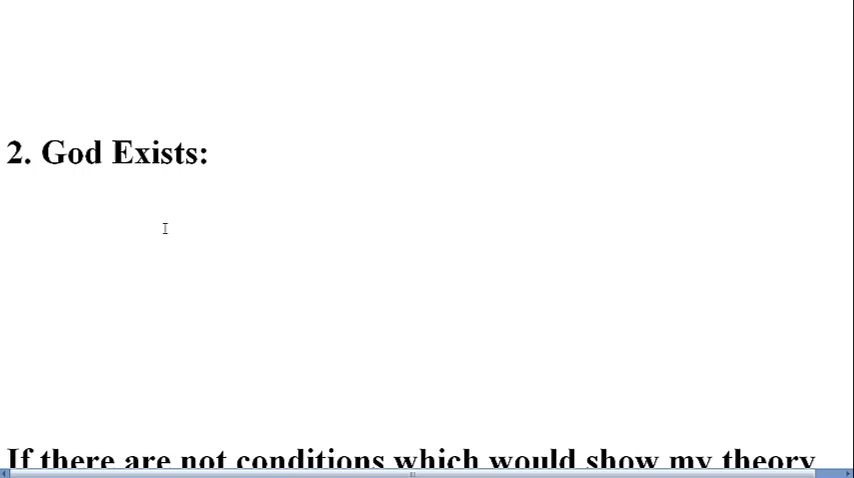 2. God Exists:
If there are not conditions which would show my theory